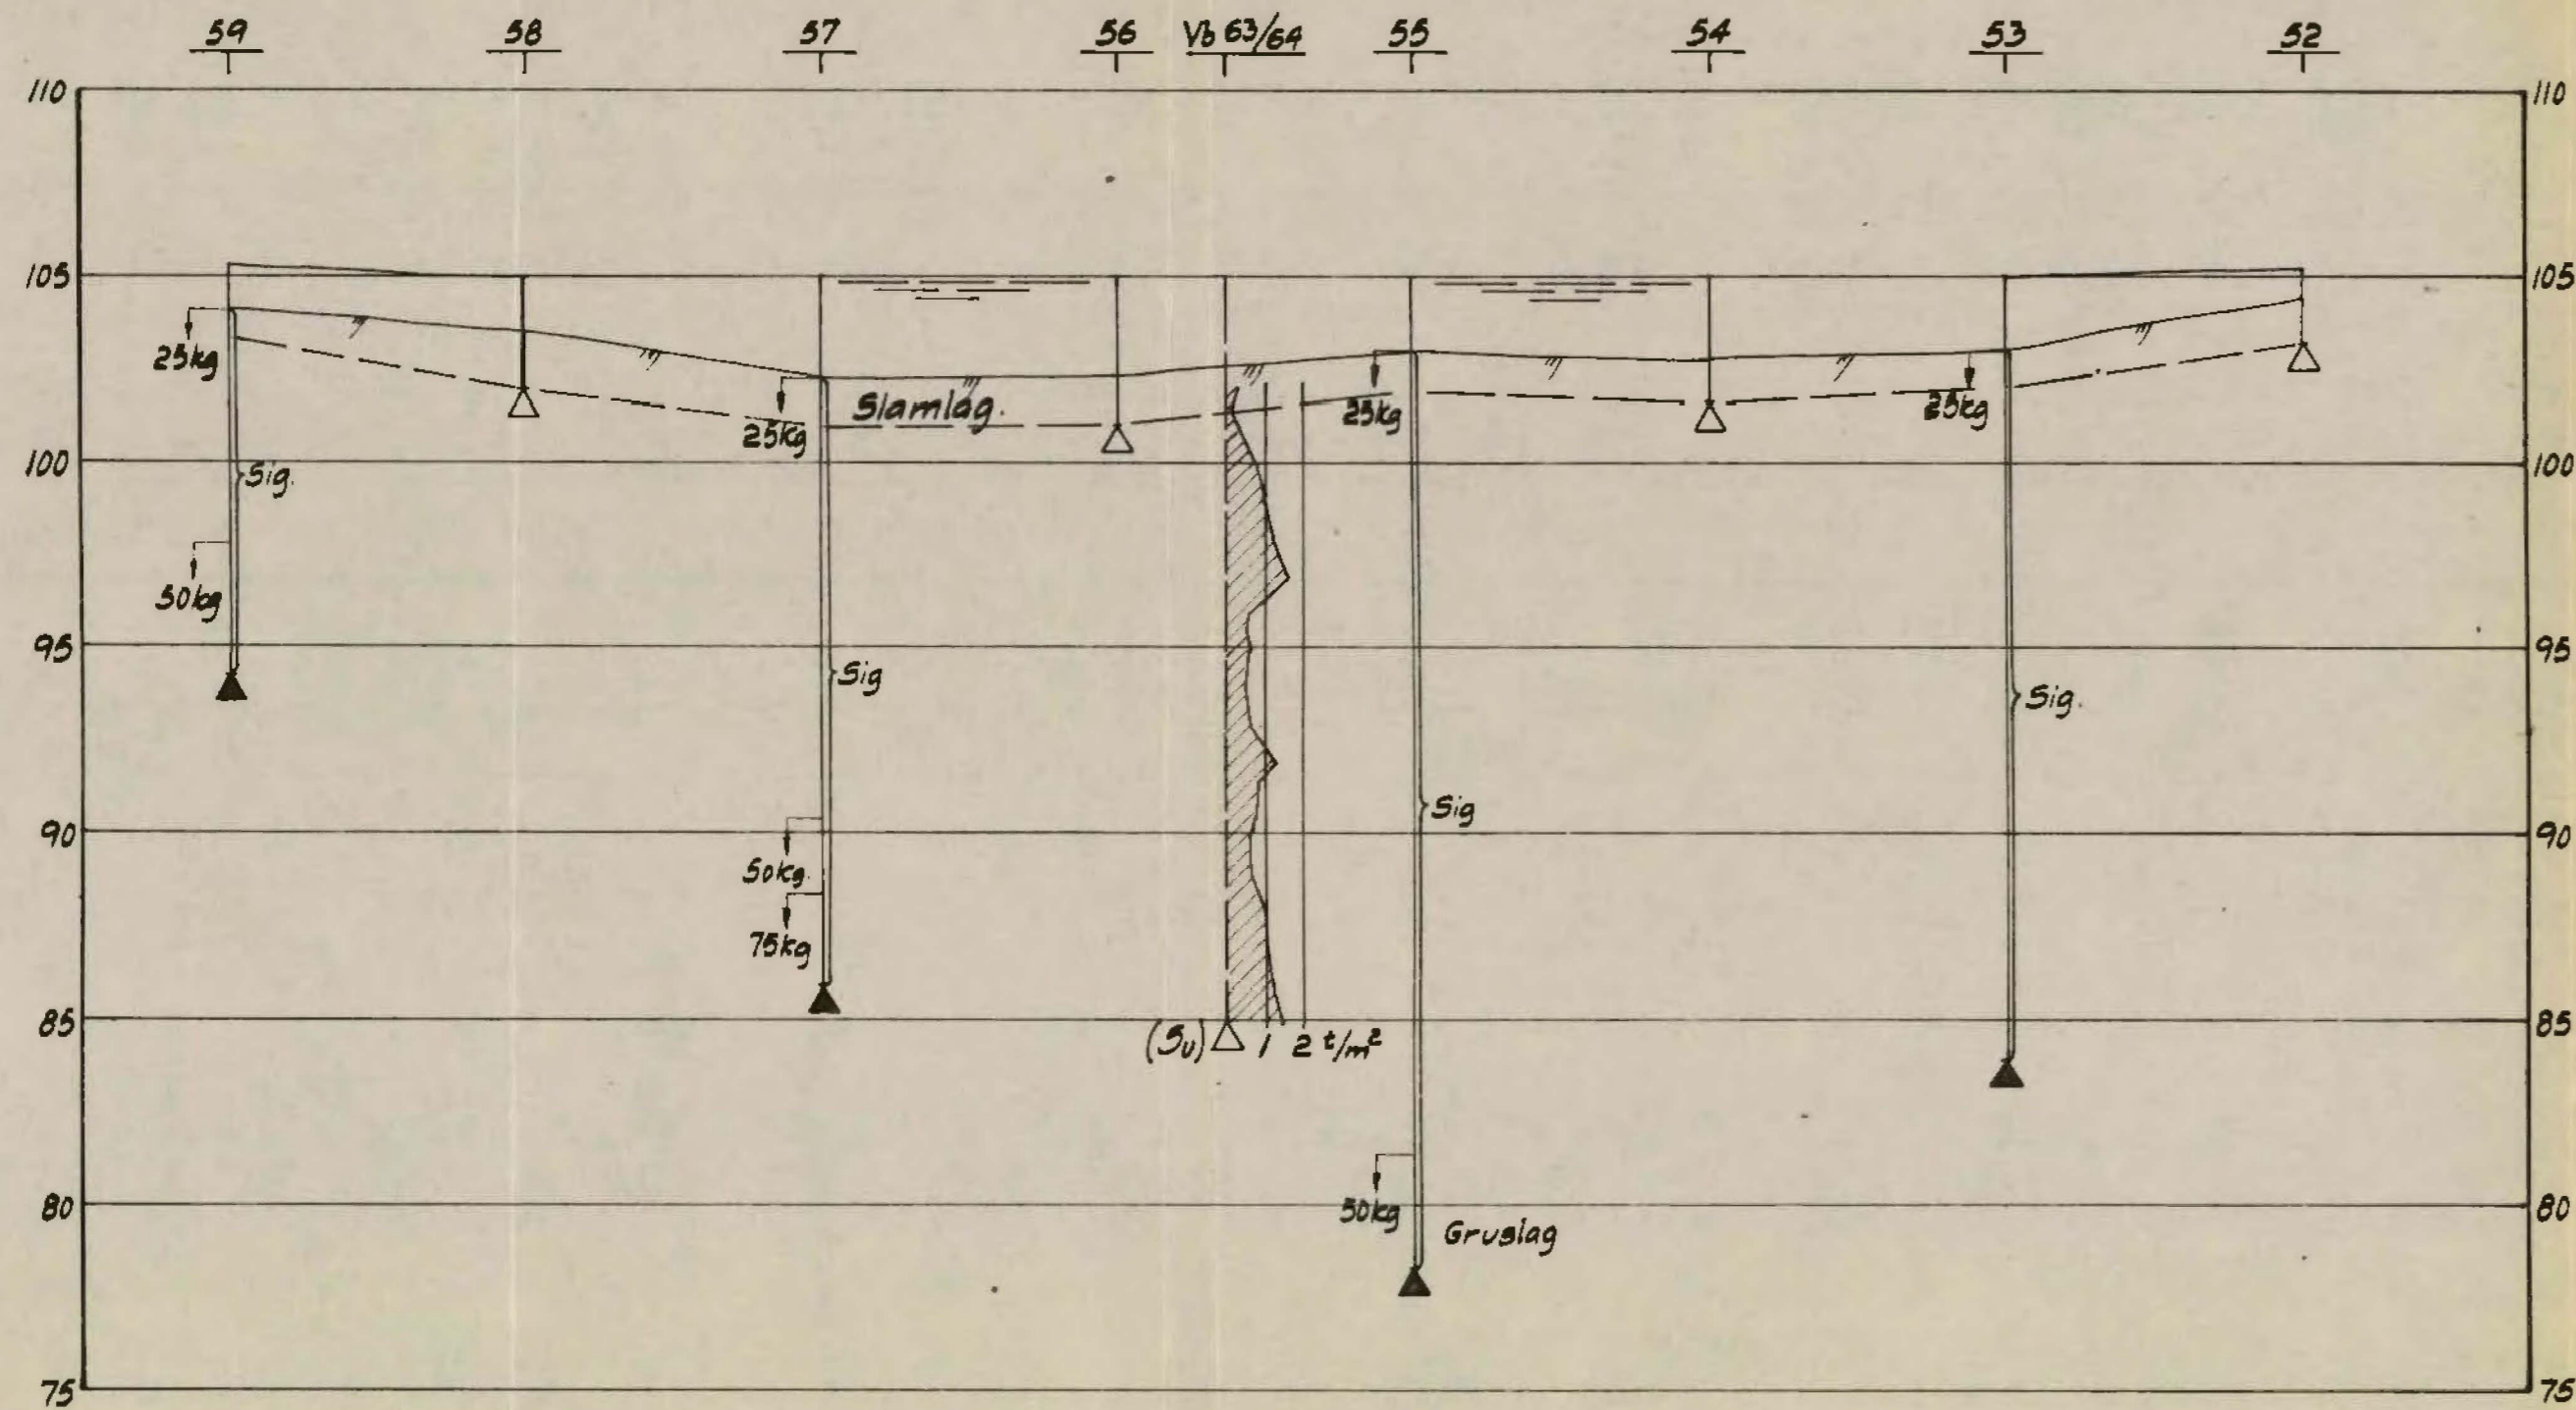 59 58 57 56 Vb 63/64 55 54 53 52
110 110
105 105
25kg 25kg Slamlag. 25kg 25kg
100 100
Sig.
50kg
95 95
Sig Sig.
Sig
90 90
50kg.
75kg
85 85
(Su) 1 2 t/m²
80 80
50kg Gruslag
75 75